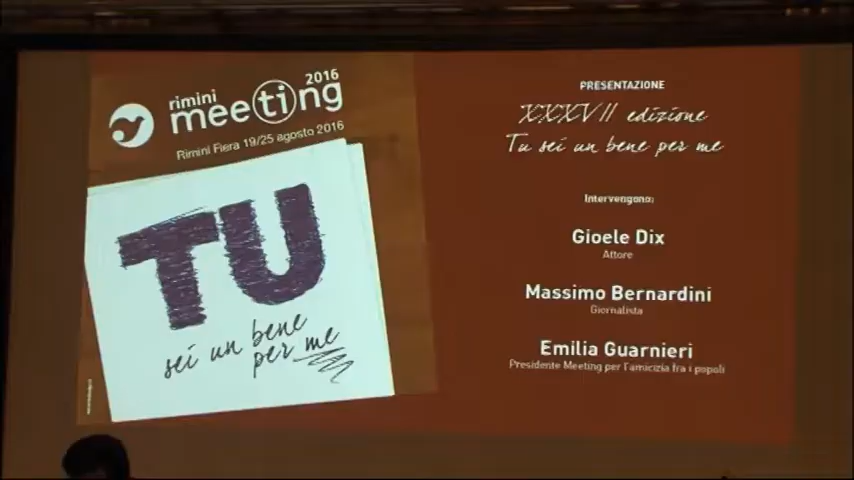 rimini
meeting
2016
Rimini Fiera 19/25 agosto 2016
TU
sei un bene
per me
PRESENTAZIONE
XXXVII edizione
Tu sei un bene per me
Intervengono:
Gioele Dix
Attore
Massimo Bernardini
Giornalista
Emilia Guarnieri
Presidente Meeting per l'amicizia fra i popoli